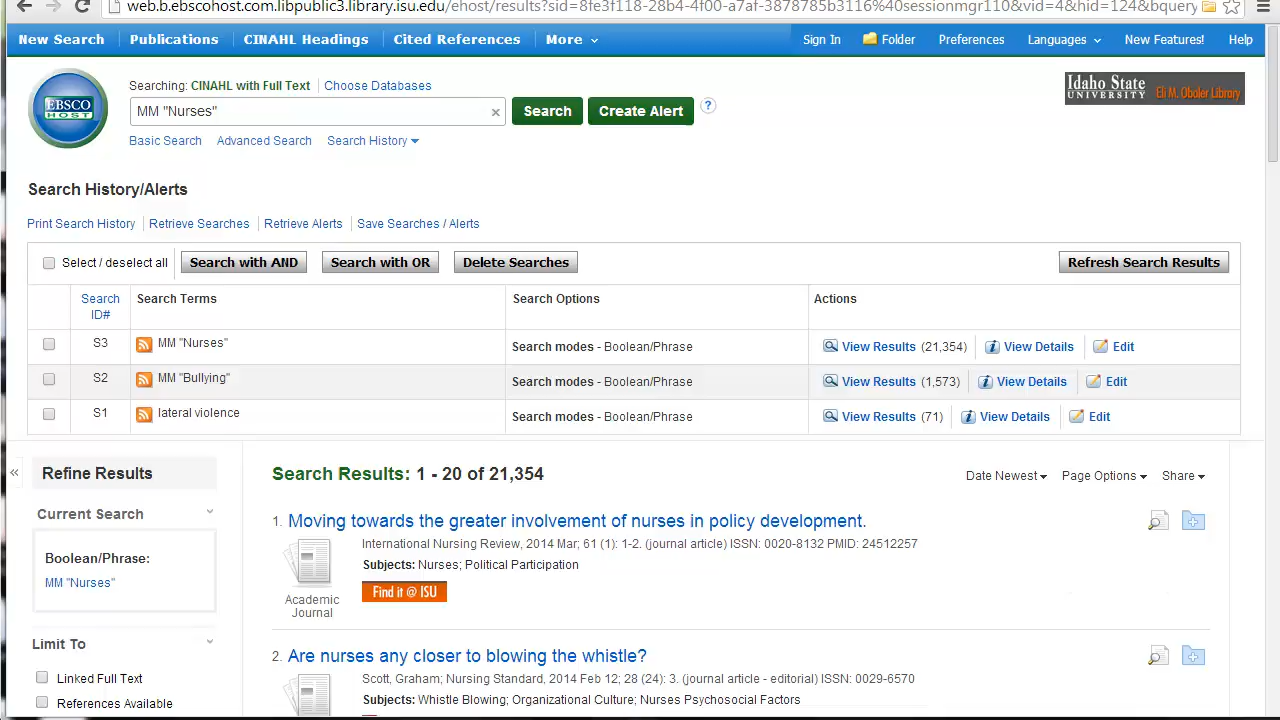 web.b.ebscohost.com.libpublic3.library.isu.edu/ehost/results?sid=8fe3f118-28b4-4f00-a7af-3878785b3116%40sessionmgr110&vid=4&hid=124&bquery
New Search Publications CINAHL Headings Cited References More Sign In Folder Preferences Languages New Features! Help
Searching: CINAHL with Full Text Choose Databases
Idaho State UNIVERSITY Eli M. Oboler Library
EBSCO HOST
MM "Nurses" × Search Create Alert ?
Basic Search Advanced Search Search History
Search History/Alerts
Print Search History Retrieve Searches Retrieve Alerts Save Searches / Alerts
Select / deselect all Search with AND Search with OR Delete Searches Refresh Search Results
Search ID# Search Terms Search Options Actions
S3 MM "Nurses" Search modes - Boolean/Phrase View Results (21,354) View Details Edit
S2 MM "Bullying" Search modes - Boolean/Phrase View Results (1,573) View Details Edit
S1 lateral violence Search modes - Boolean/Phrase View Results (71) View Details Edit
« Refine Results
Current Search
Boolean/Phrase:
MM "Nurses"
Limit To
Linked Full Text
References Available
Search Results: 1 - 20 of 21,354 Date Newest Page Options Share
1. Moving towards the greater involvement of nurses in policy development.
International Nursing Review, 2014 Mar; 61 (1): 1-2. (journal article) ISSN: 0020-8132 PMID: 24512257
Subjects: Nurses; Political Participation
Find it @ ISU
Academic
Journal
2. Are nurses any closer to blowing the whistle?
Scott, Graham; Nursing Standard, 2014 Feb 12; 28 (24): 3. (journal article - editorial) ISSN: 0029-6570
Subjects: Whistle Blowing; Organizational Culture; Nurses Psychosocial Factors